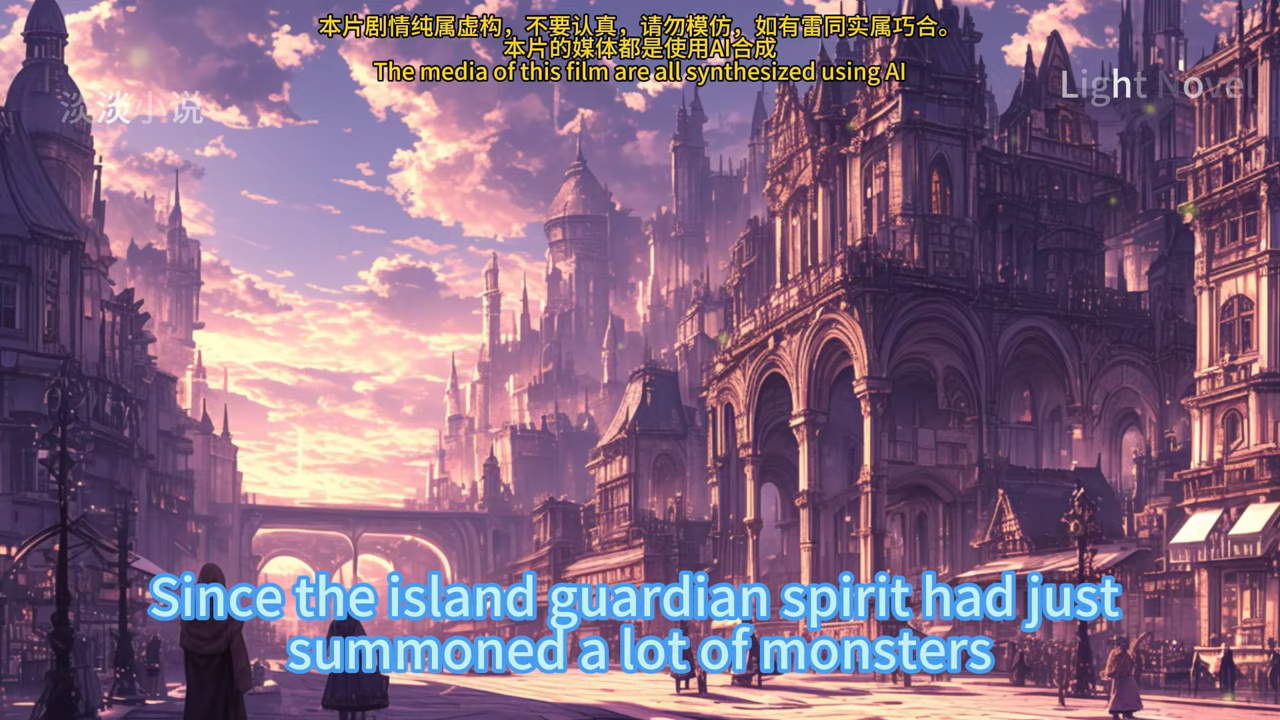 本片剧情纯属虚构，不要认真，请勿模仿，如有雷同实属巧合。
本片的媒体都是使用AI合成
The media of this film are all synthesized using AI
淡淡小说
Light Novel
Since the island guardian spirit had just
summoned a lot of monsters